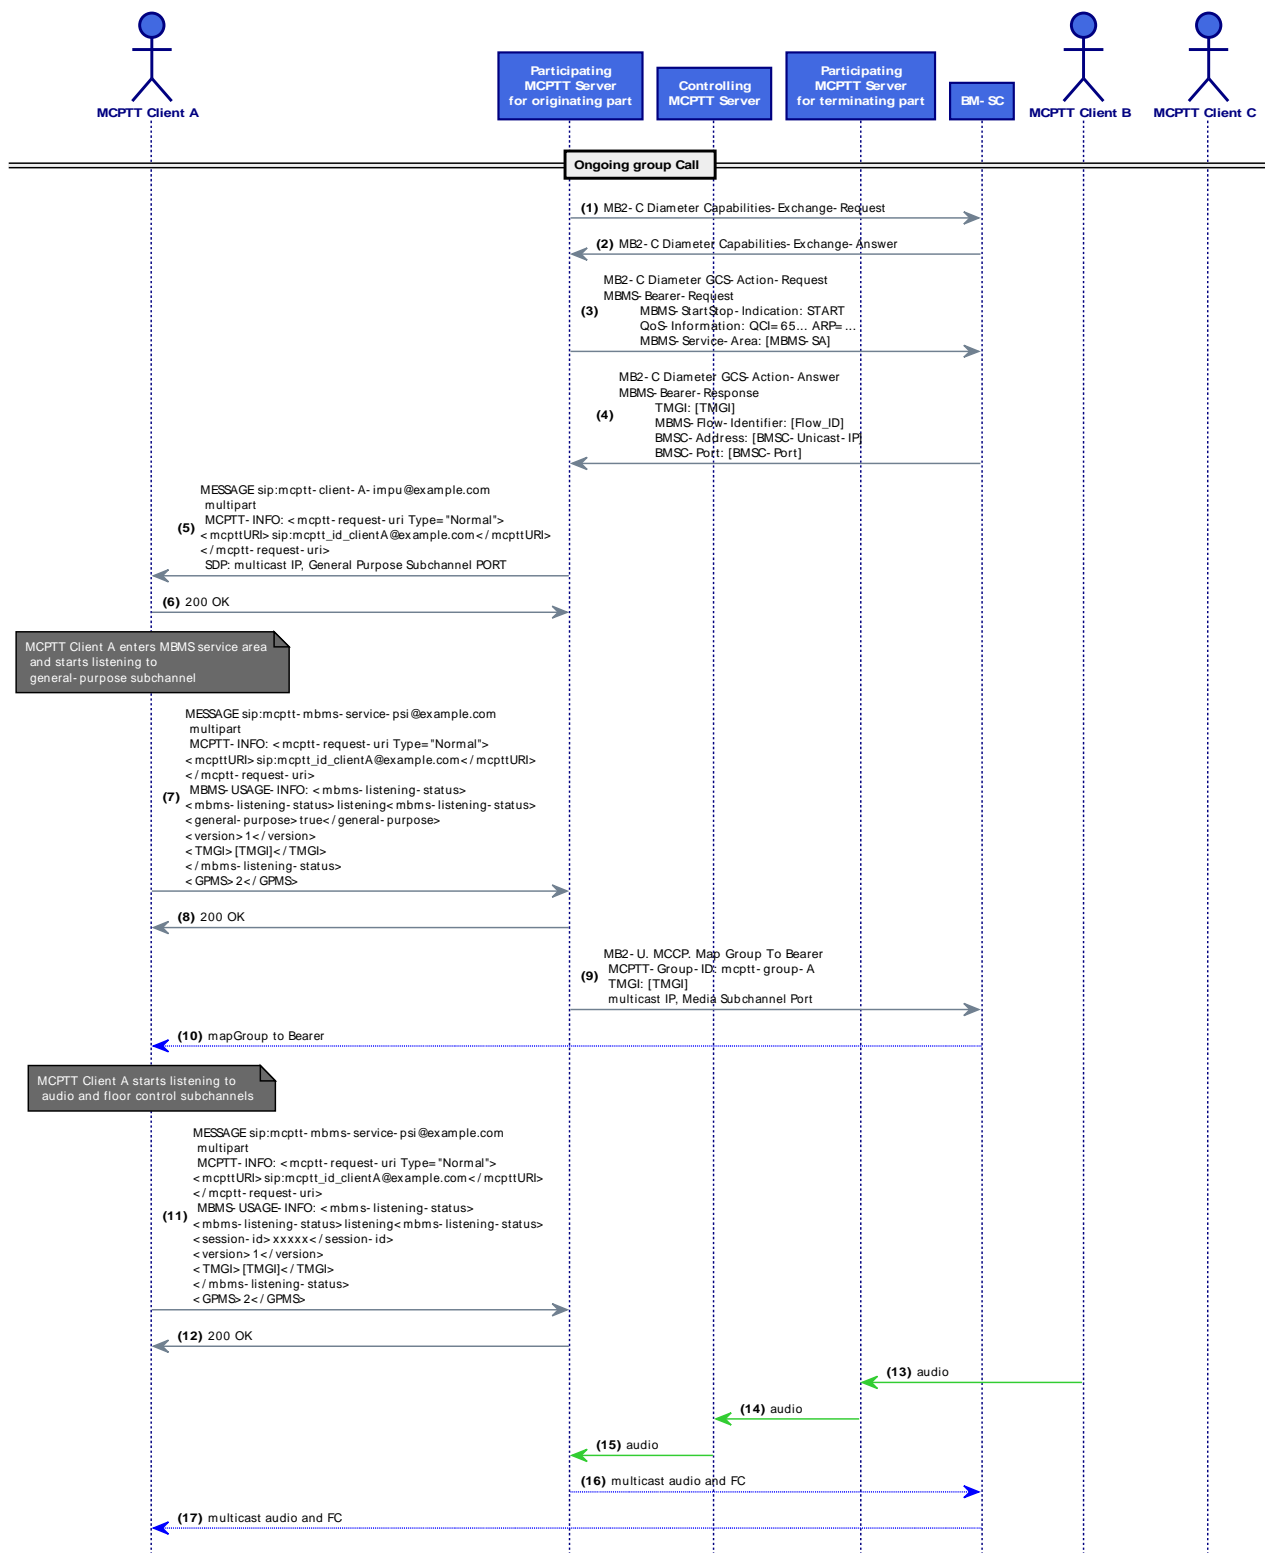 MCPTT Client A
Participating
MCPTT Server
for originating part
Controlling
MCPTT Server
Participating
MCPTT Server
for terminating part
BM-SC
MCPTT Client B
MCPTT Client C
Ongoing group Call
(1) MB2-C Diameter Capabilities-Exchange-Request
(2) MB2-C Diameter Capabilities-Exchange-Answer
MB2-C Diameter GCS-Action-Request
MBMS-Bearer-Request
(3) MBMS-StartStop-Indication: START
QoS-Information: QCI=65... ARP=...
MBMS-Service-Area: [MBMS-SA]
MB2-C Diameter GCS-Action-Answer
MBMS-Bearer-Response
TMGI: [TMGI]
(4) MBMS-Flow-Identifier: [Flow_ID]
BMSC-Address: [BMSC-Unicast-IP]
BMSC-Port: [BMSC-Port]
MESSAGE sip:mcptt-client-A-impu@example.com
multipart
MCPTT-INFO: <mcptt-request-uri Type="Normal">
(5) <mcpttURI>sip:mcptt_id_clientA@example.com</mcpttURI>
</mcptt-request-uri>
SDP: multicast IP, General Purpose Subchannel PORT
(6) 200 OK
MCPTT Client A enters MBMS service area
and starts listening to
general-purpose subchannel
MESSAGE sip:mcptt-mbms-service-psi@example.com
multipart
MCPTT-INFO: <mcptt-request-uri Type="Normal">
<mcpttURI>sip:mcptt_id_clientA@example.com</mcpttURI>
</mcptt-request-uri>
MBMS-USAGE-INFO: <mbms-listening-status>
(7) <mbms-listening-status>listening<mbms-listening-status>
<general-purpose>true</general-purpose>
<version>1</version>
<TMGI>[TMGI]</TMGI>
</mbms-listening-status>
<GPMS>2</GPMS>
(8) 200 OK
MB2-U. MCCP. Map Group To Bearer
(9) MCPTT-Group-ID: mcptt-group-A
TMGI: [TMGI]
multicast IP, Media Subchannel Port
(10) mapGroup to Bearer
MCPTT Client A starts listening to
audio and floor control subchannels
MESSAGE sip:mcptt-mbms-service-psi@example.com
multipart
MCPTT-INFO: <mcptt-request-uri Type="Normal">
<mcpttURI>sip:mcptt_id_clientA@example.com</mcpttURI>
</mcptt-request-uri>
MBMS-USAGE-INFO: <mbms-listening-status>
(11) <mbms-listening-status>listening<mbms-listening-status>
<session-id>xxxxx</session-id>
<version>1</version>
<TMGI>[TMGI]</TMGI>
</mbms-listening-status>
<GPMS>2</GPMS>
(12) 200 OK
(13) audio
(14) audio
(15) audio
(16) multicast audio and FC
(17) multicast audio and FC